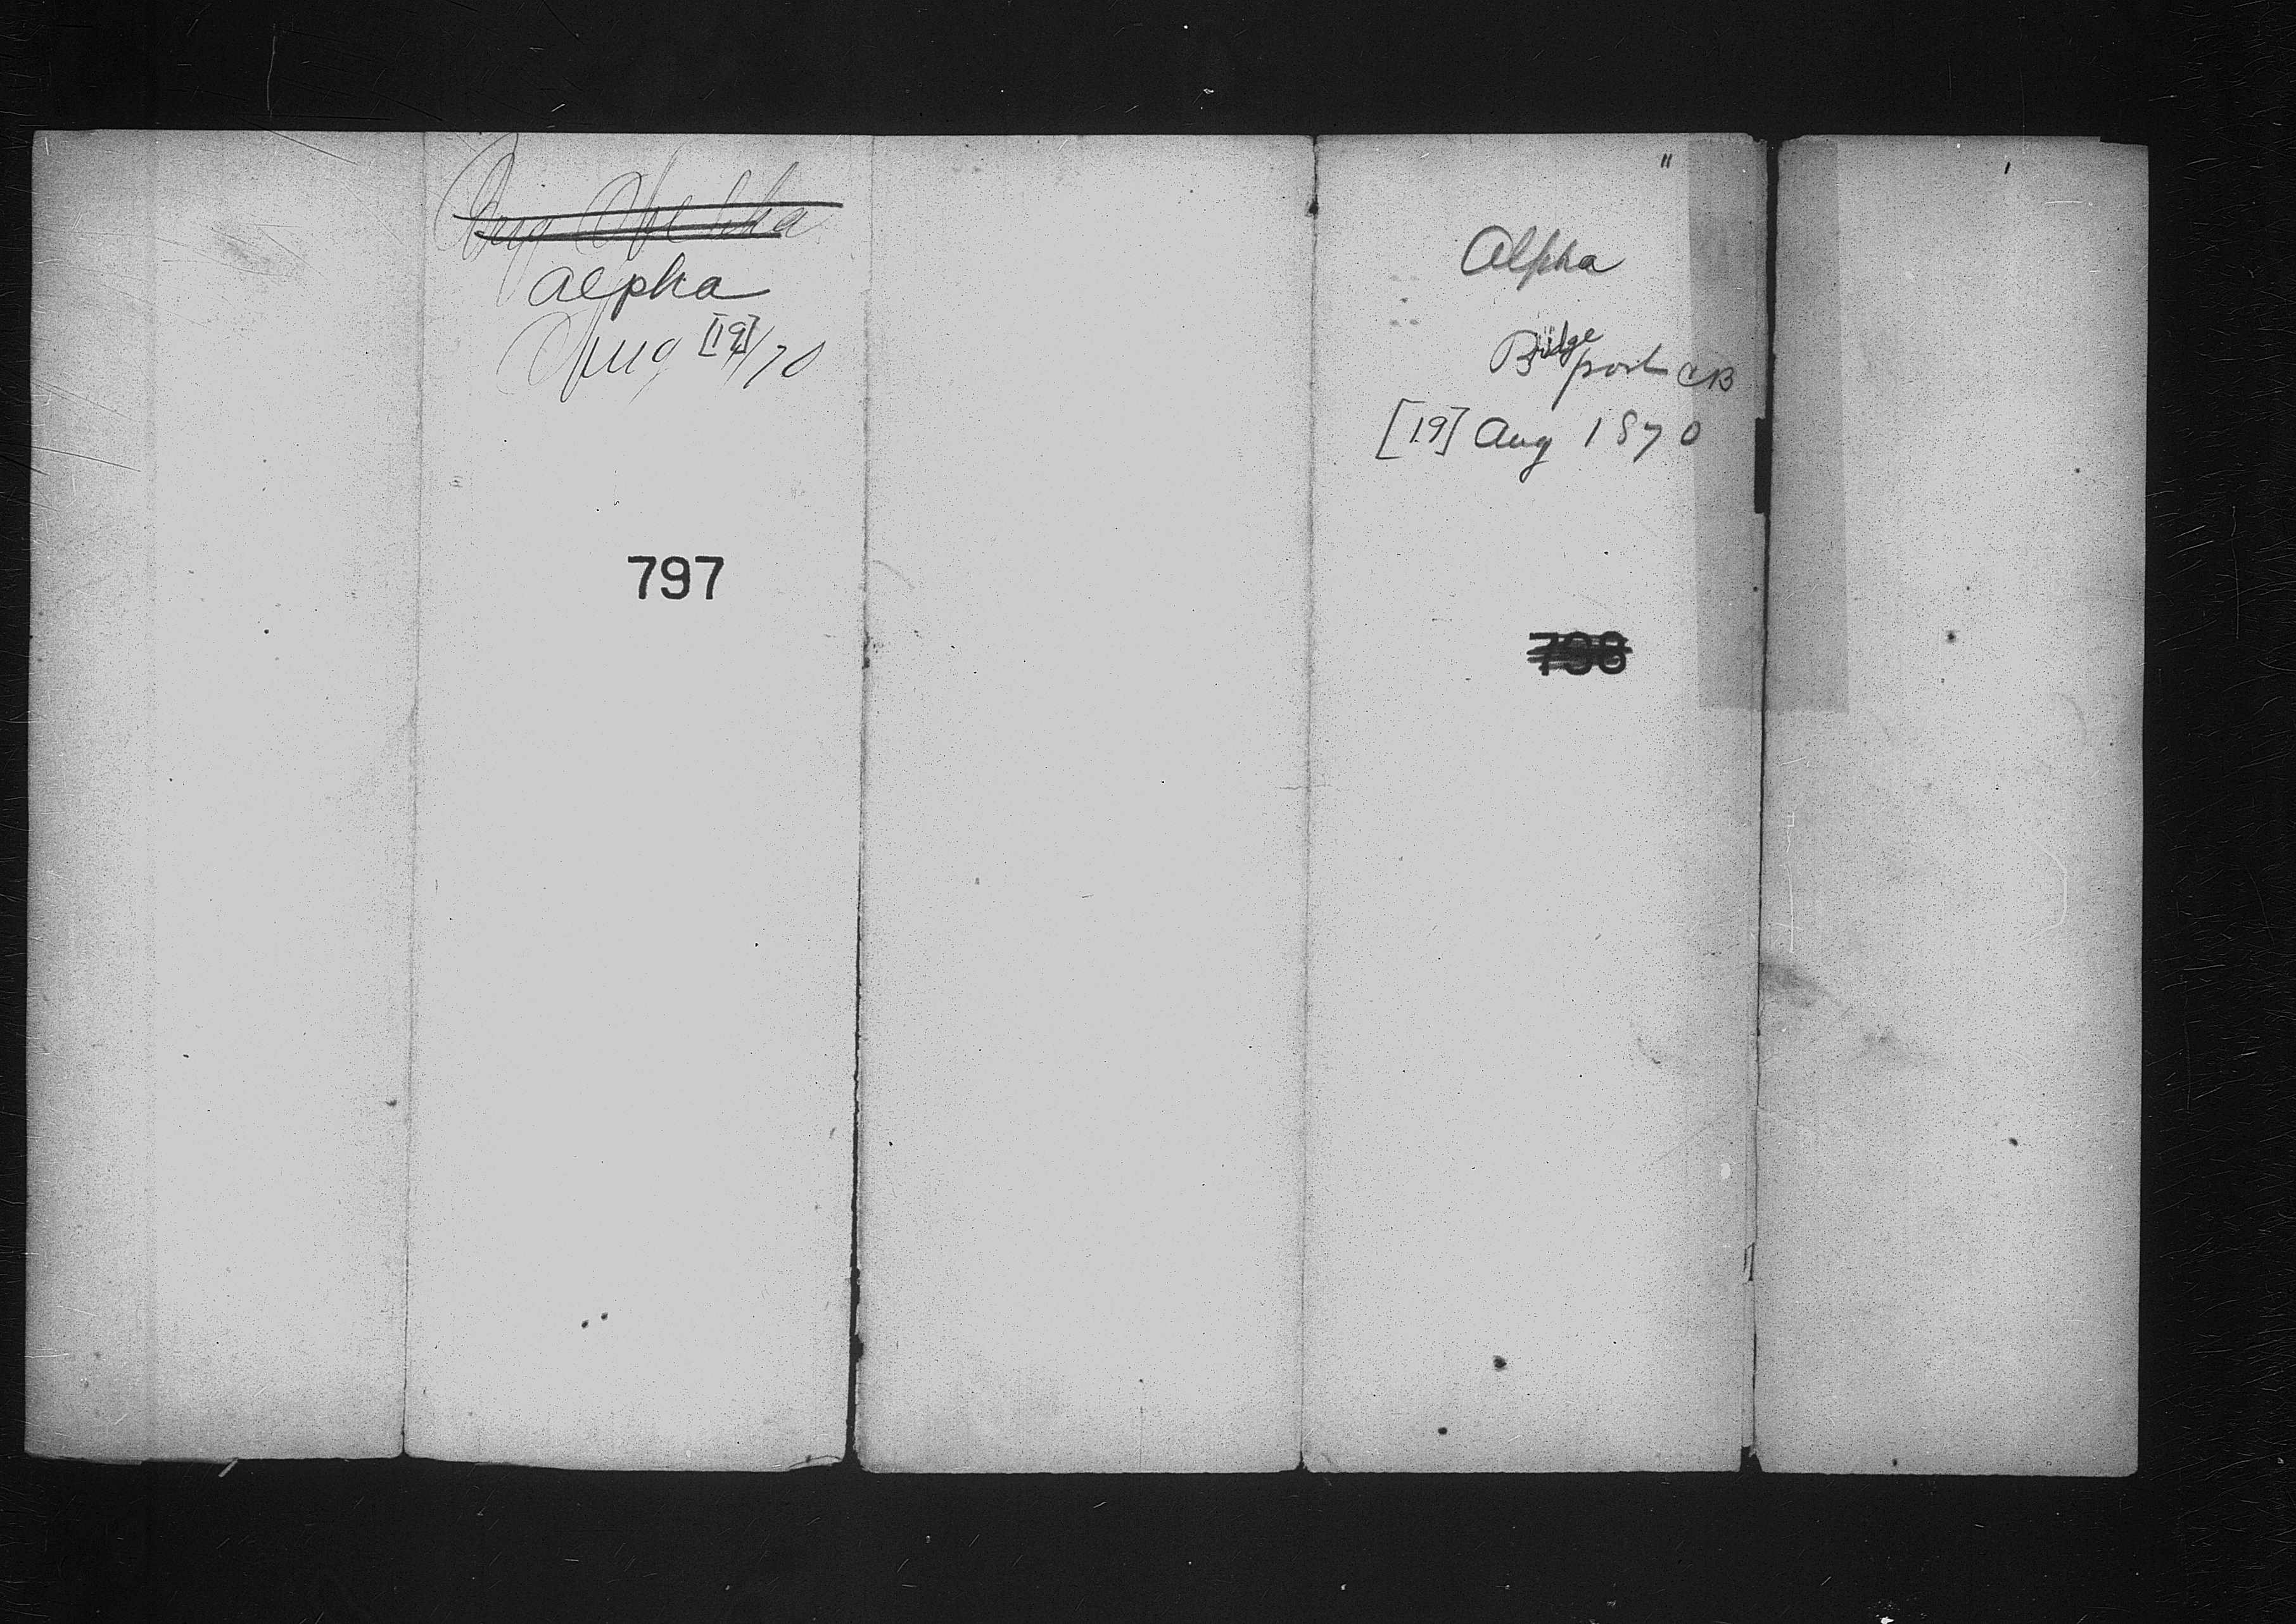 alpha
Aug [19]/70
797
Alpha
Bridgeport CB
[19] Aug 1870
798